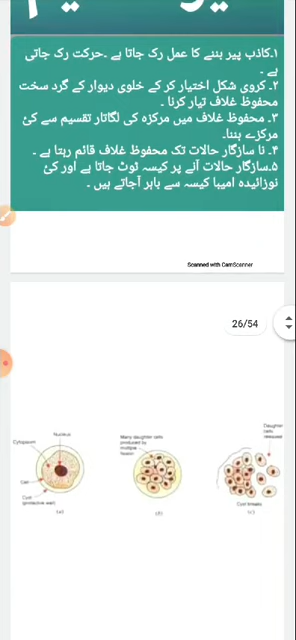 ۱۔کاذب پیر بننے کا عمل رک جاتا ہے ۔حرکت رک جاتی
ہے ۔
۲۔ کروی شکل اختیار کر کے خلوی دیوار کے گرد سخت
محفوظ غلاف تیار کرنا ۔
۳۔ محفوظ غلاف میں مرکزہ کی لگاتار تقسیم سے کئ
مرکزے بننا۔
۴۔ نا سازگار حالات تک محفوظ غلاف قائم رہتا ہے ۔
۵۔سازگار حالات آنے پر کیسہ ٹوٹ جاتا ہے اور کئ
نوزائیدہ امیبا کیسہ سے باہر آجاتے ہیں ۔
Scanned with CamScanner
26/54
Nucleus
Cytoplasm
Cell
Cyst
(protective wall)
(a)
Many daughter cells
produced by
multiple
fission
(b)
Daughter
cells
released
Cyst breaks
(c)